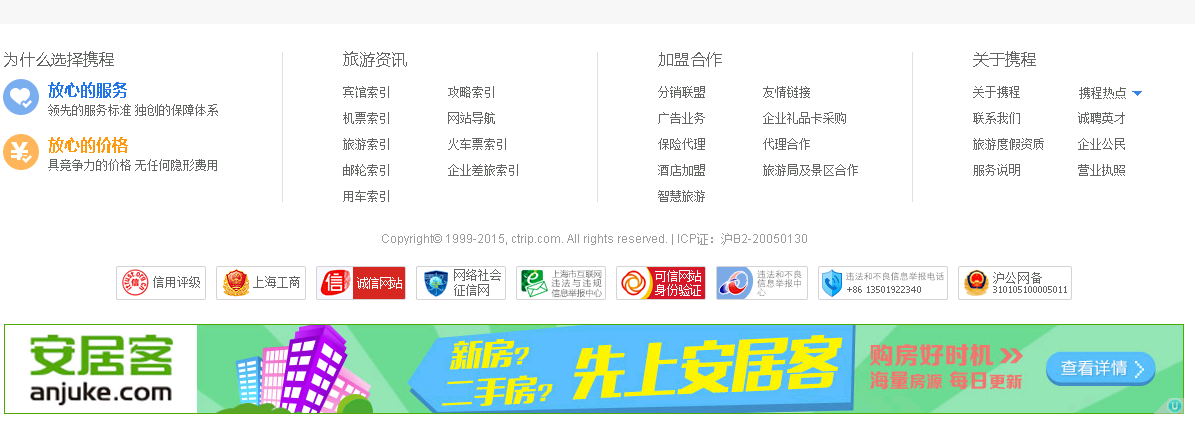 为什么选择携程
放心的服务
领先的服务标准 独创的保障体系
放心的价格
具竞争力的价格 无任何隐形费用
旅游资讯
宾馆索引 攻略索引
机票索引 网站导航
旅游索引 火车票索引
邮轮索引 企业差旅索引
用车索引
加盟合作
分销联盟 友情链接
广告业务 企业礼品卡采购
保险代理 代理合作
酒店加盟 旅游局及景区合作
智慧旅游
关于携程
关于携程 携程热点
联系我们 诚聘英才
旅游度假资质 企业公民
服务说明 营业执照
Copyright© 1999-2015, ctrip.com. All rights reserved. | ICP证：沪B2-20050130
信用评级
上海工商
信
诚信网站
网络社会
征信网
上海市互联网
违法与违规
信息举报中心
可信网站
身份验证
违法和不良
信息举报中
心
违法和不良信息举报电话
+86 13501922340
沪公网备
310105100005011
安居客
anjuke.com
新房?
二手房?
先上安居客
购房好时机
海量房源 每日更新
查看详情